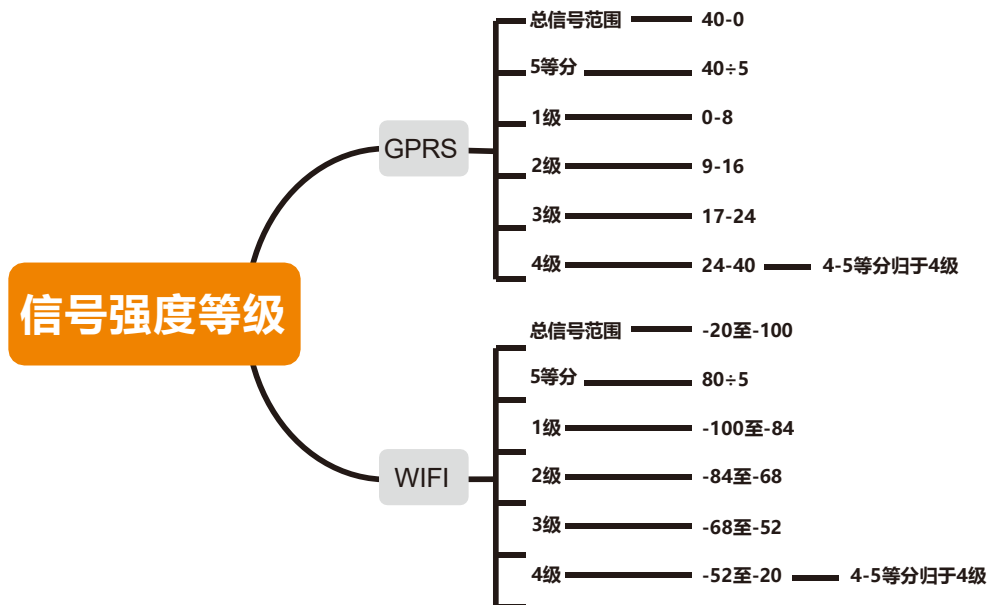 信号强度等级
GPRS
总信号范围 40-0
5等分 40÷5
1级 0-8
2级 9-16
3级 17-24
4级 24-40 4-5等分归于4级
WIFI
总信号范围 -20至-100
5等分 80÷5
1级 -100至-84
2级 -84至-68
3级 -68至-52
4级 -52至-20 4-5等分归于4级